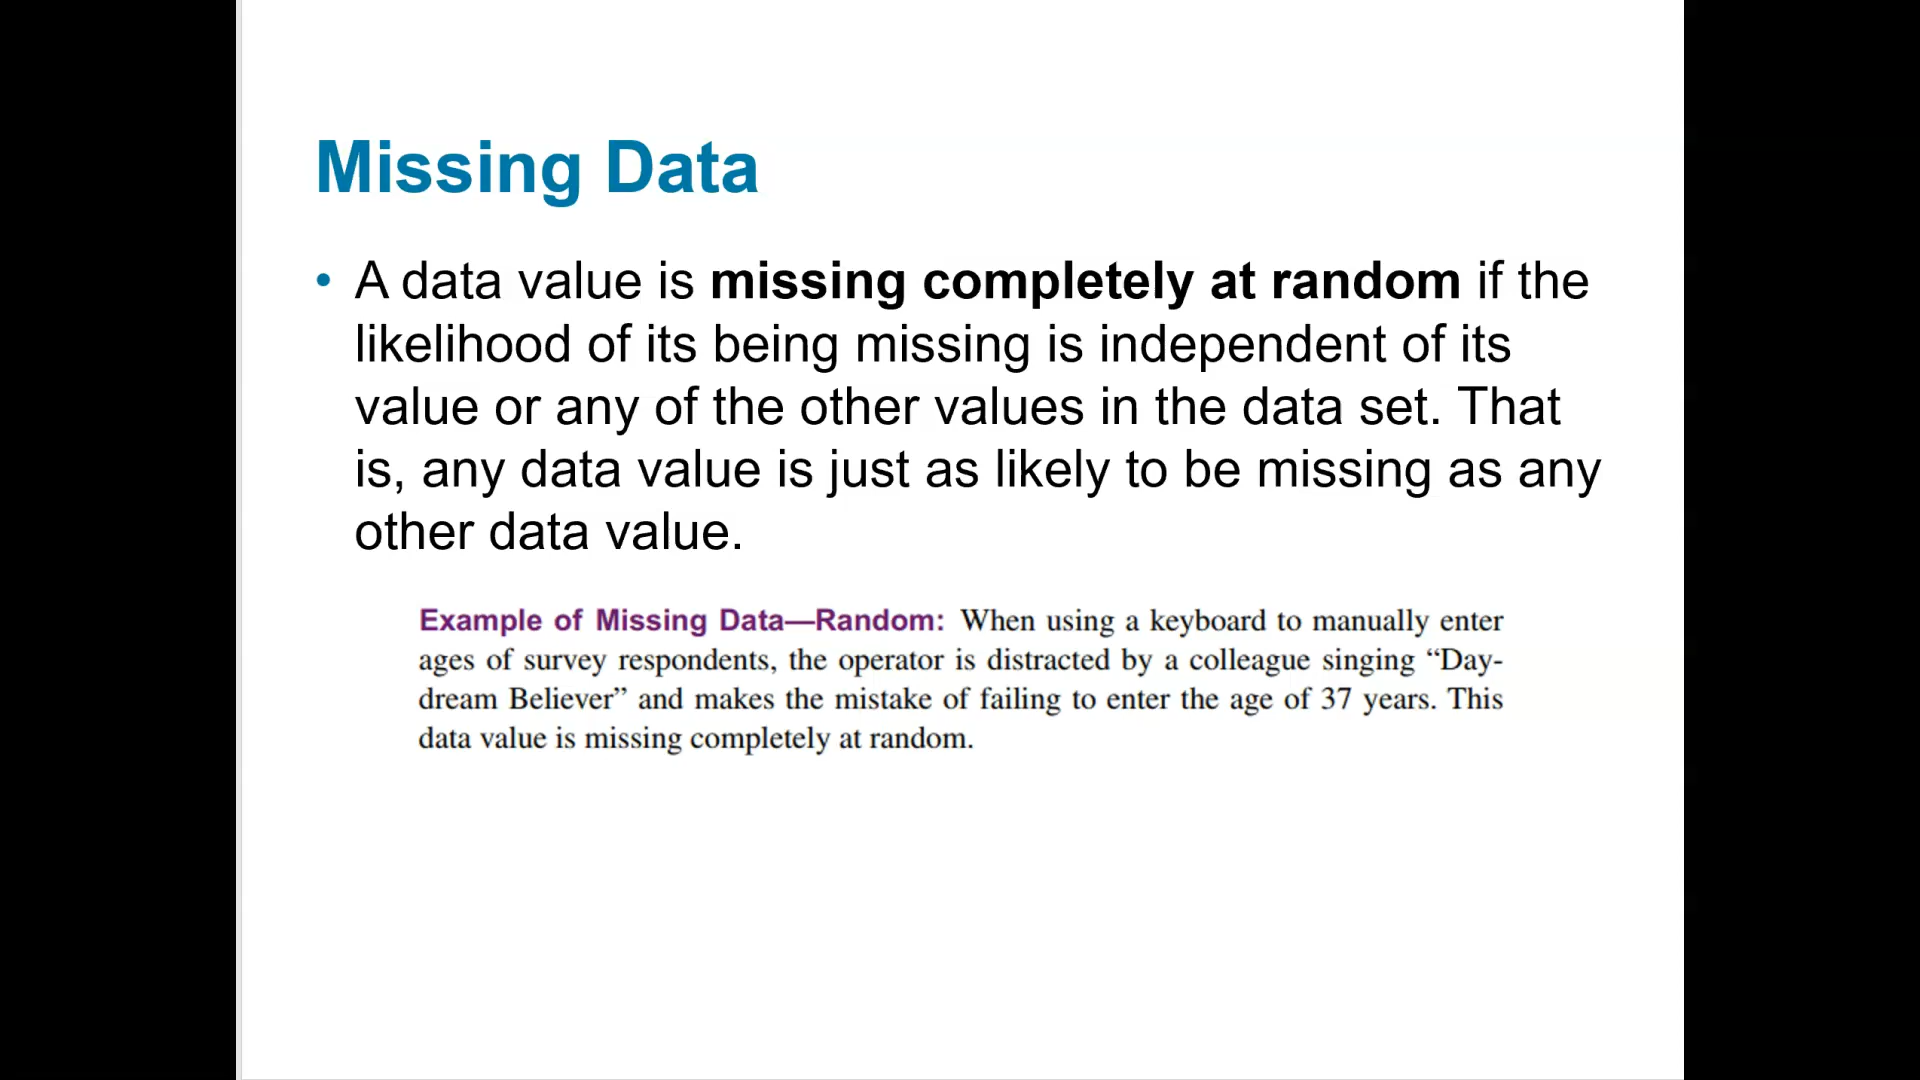 Missing Data
• A data value is missing completely at random if the
likelihood of its being missing is independent of its
value or any of the other values in the data set. That
is, any data value is just as likely to be missing as any
other data value.
Example of Missing Data—Random: When using a keyboard to manually enter
ages of survey respondents, the operator is distracted by a colleague singing “Day-
dream Believer” and makes the mistake of failing to enter the age of 37 years. This
data value is missing completely at random.